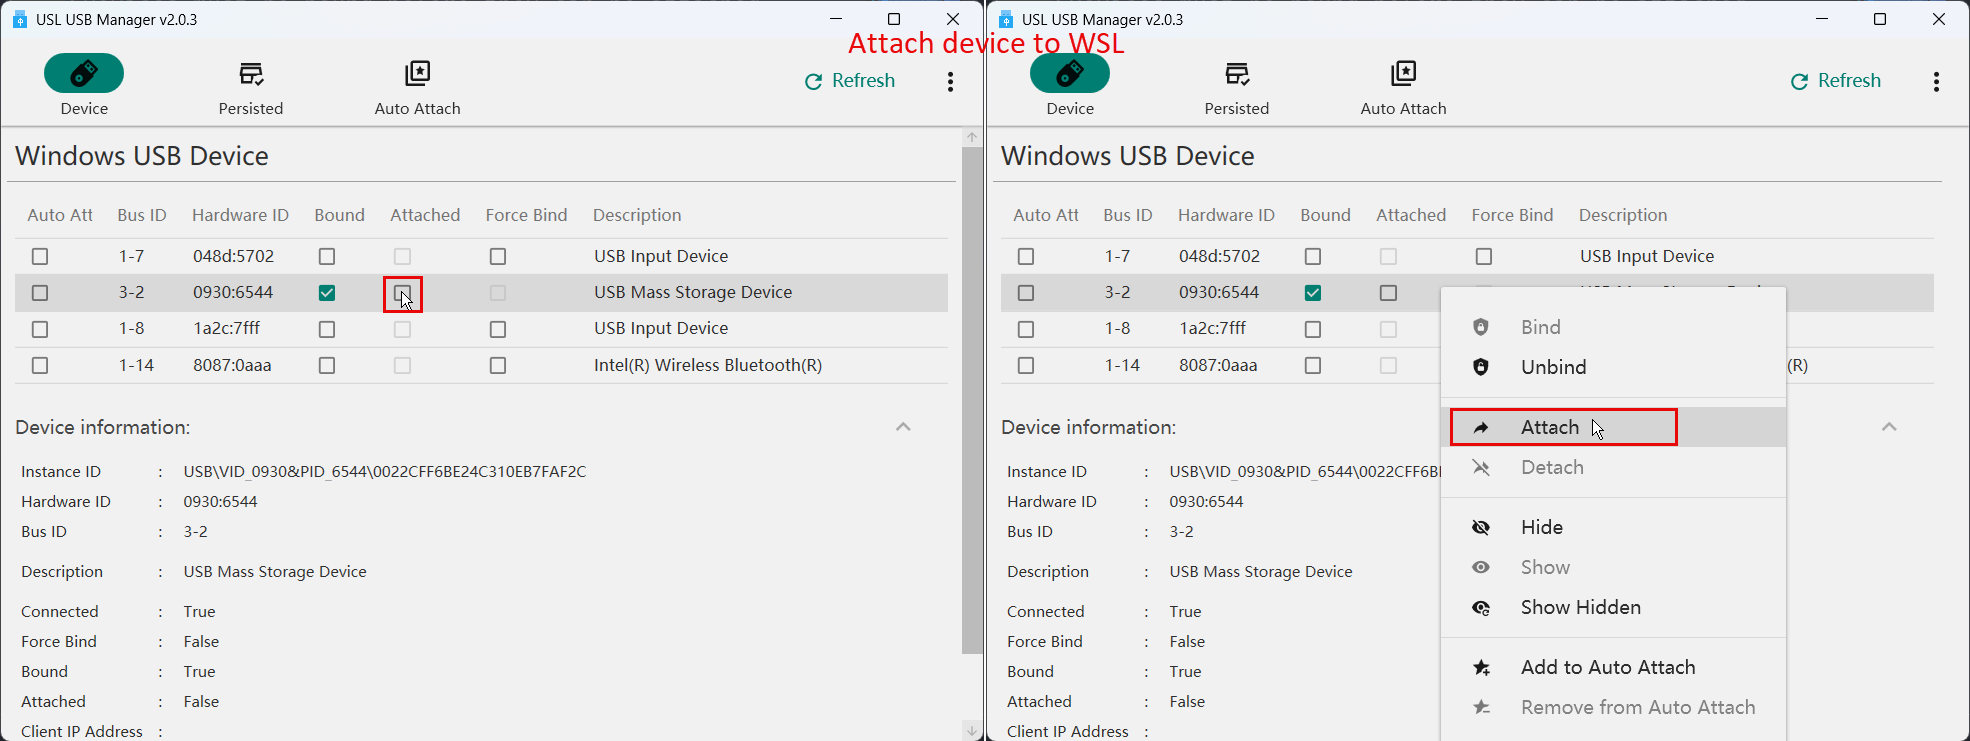 USL USB Manager v2.0.3
Attach device to WSL
Device Persisted Auto Attach Refresh
Windows USB Device
Auto Att Bus ID Hardware ID Bound Attached Force Bind Description
1-7 048d:5702 USB Input Device
3-2 0930:6544 USB Mass Storage Device
1-8 1a2c:7fff USB Input Device
1-14 8087:0aaa Intel(R) Wireless Bluetooth(R)
Device information:
Instance ID : USB\VID_0930&PID_6544\0022CFF6BE24C310EB7FAF2C
Hardware ID : 0930:6544
Bus ID : 3-2
Description : USB Mass Storage Device
Connected : True
Force Bind : False
Bound : True
Attached : False
Client IP Address :
USL USB Manager v2.0.3
Device Persisted Auto Attach Refresh
Windows USB Device
Auto Att Bus ID Hardware ID Bound Attached Force Bind Description
1-7 048d:5702 USB Input Device
3-2 0930:6544
1-8 1a2c:7fff
1-14 8087:0aaa (R)
Device information:
Instance ID : USB\VID_0930&PID_6544\0022CFF6B
Hardware ID : 0930:6544
Bus ID : 3-2
Description : USB Mass Storage Device
Connected : True
Force Bind : False
Bound : True
Attached : False
Client IP Address :
Bind
Unbind
Attach
Detach
Hide
Show
Show Hidden
Add to Auto Attach
Remove from Auto Attach